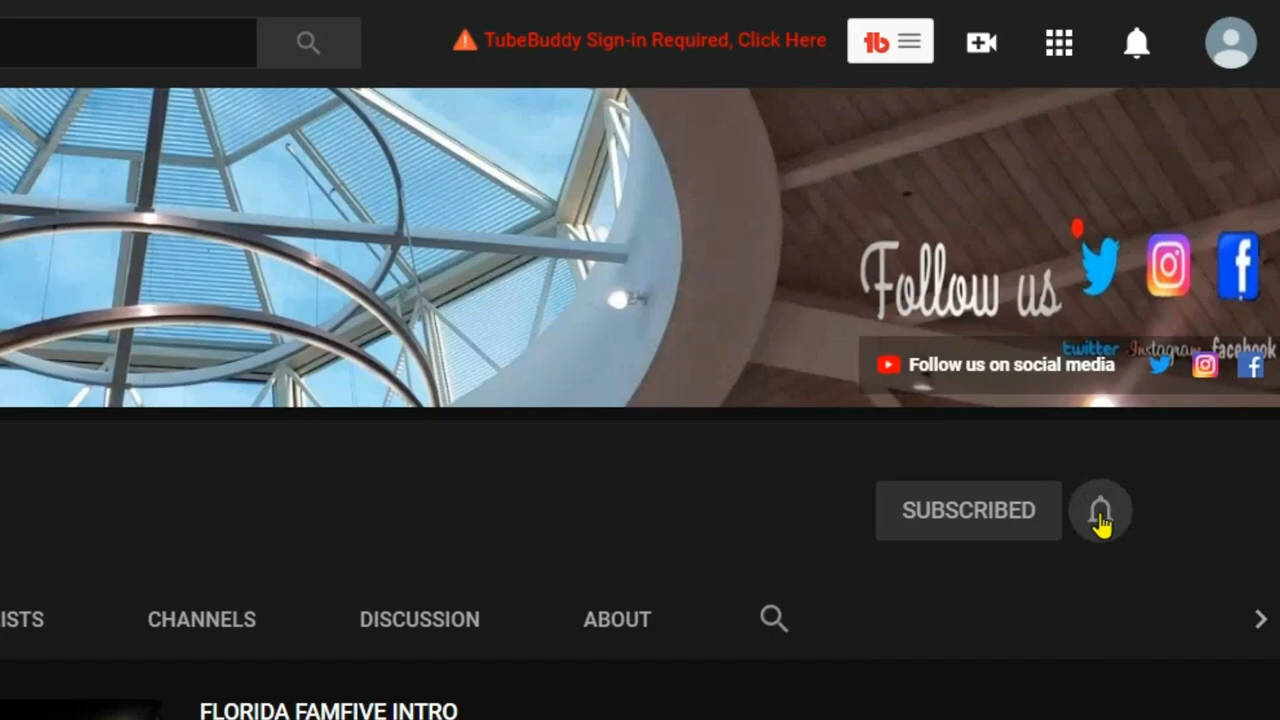 TubeBuddy Sign-in Required, Click Here
tb
Follow us
twitter Instagram facebook
Follow us on social media
SUBSCRIBED
ISTS CHANNELS DISCUSSION ABOUT
FLORIDA FAMFIVE INTRO